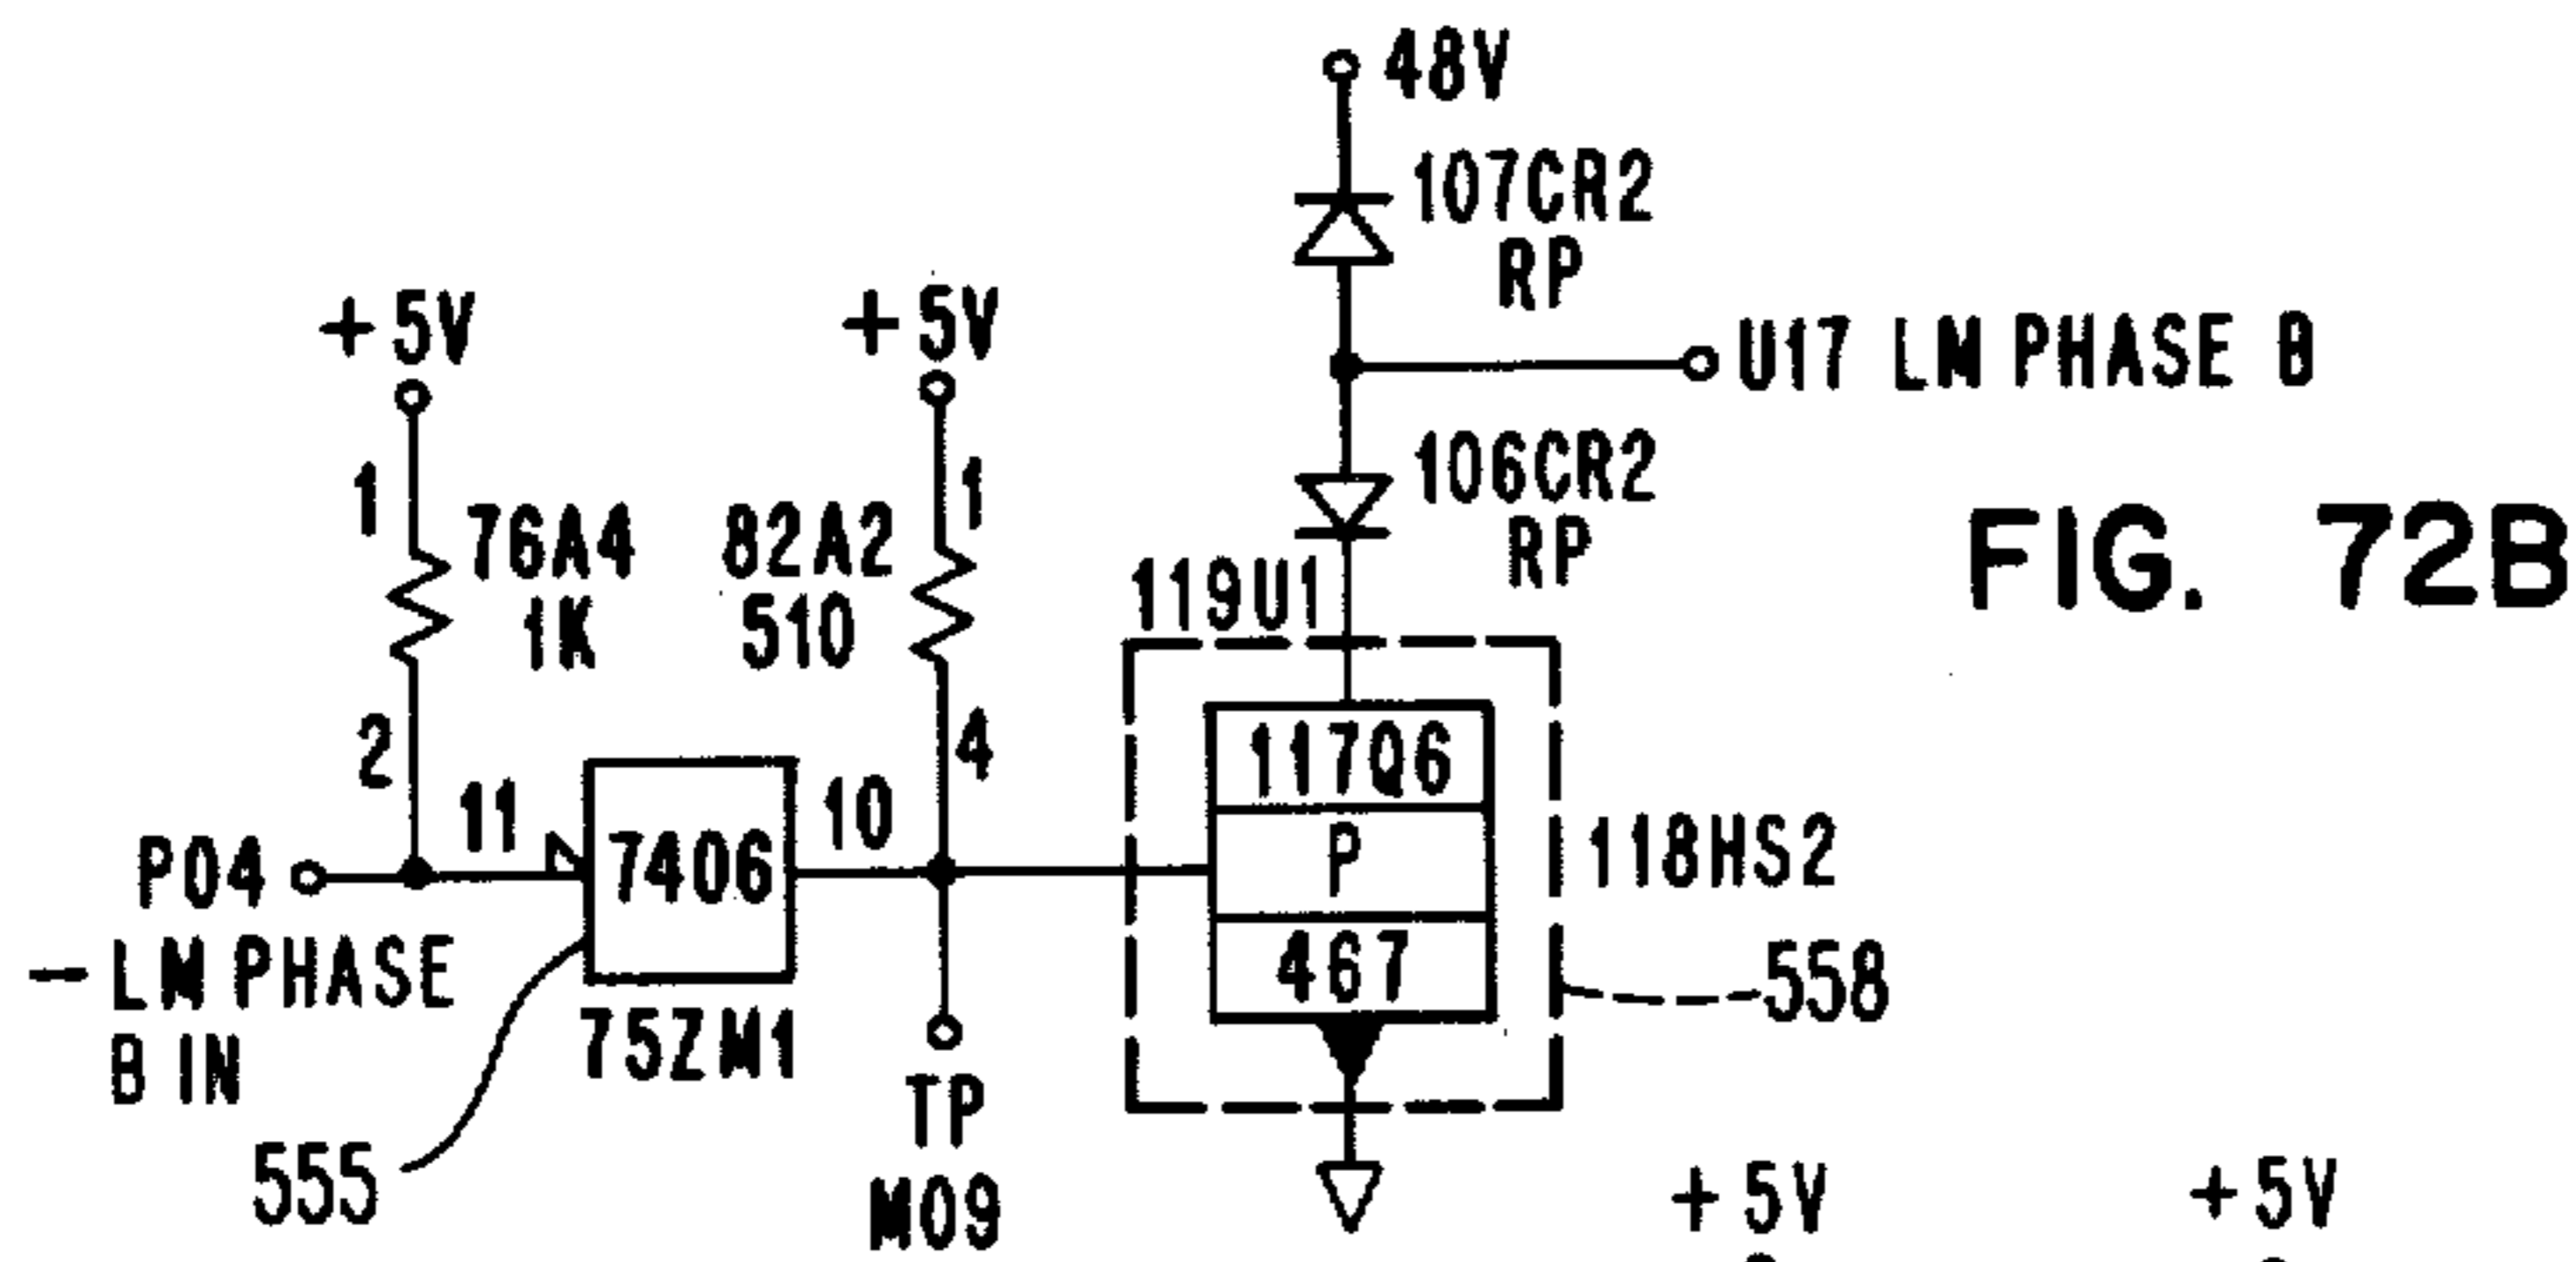 48V
107CR2
RP
+5V
+5V
U17 LM PHASE B
1
1
106CR2
RP
76A4
1K
82A2
510
FIG. 72B
119U1
2
4
11
10
117Q6
P
467
7406
P04
-LM PHASE
B IN
75ZM1
118HS2
558
555
TP
M09
+5V
+5V